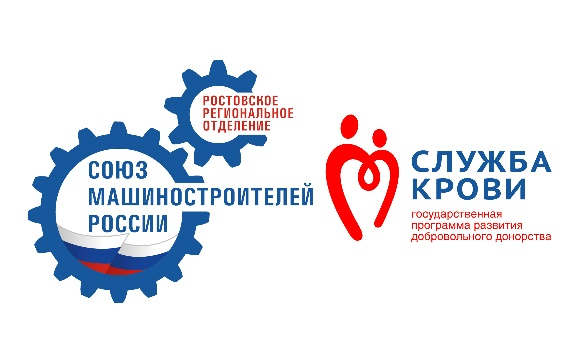 РОСТОВСКОЕ
РЕГИОНАЛЬНОЕ
ОТДЕЛЕНИЕ
СОЮЗ
МАШИНОСТРОИТЕЛЕЙ
РОССИИ
СЛУЖБА
КРОВИ
государственная
программа развития
добровольного донорства